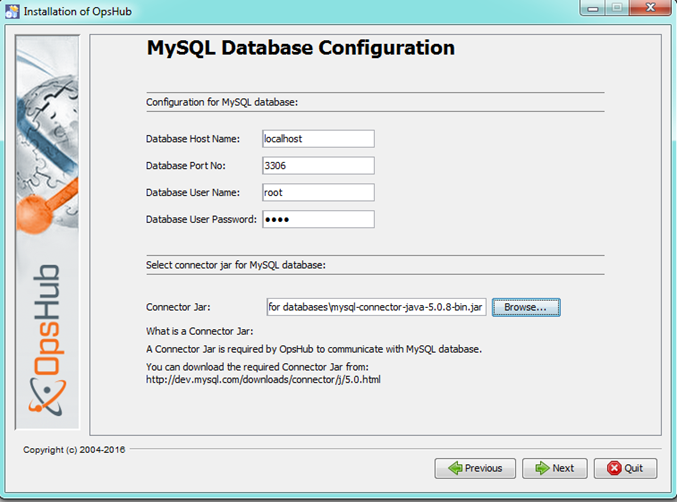 Installation of OpsHub
MySQL Database Configuration
Configuration for MySQL database:
Database Host Name: localhost
Database Port No: 3306
Database User Name: root
Database User Password: ●●●●
Select connector jar for MySQL database:
Connector Jar: for databases\mysql-connector-java-5.0.8-bin.jar Browse...
What is a Connector Jar:
A Connector Jar is required by OpsHub to communicate with MySQL database.
You can download the required Connector Jar from:
http://dev.mysql.com/downloads/connector/j/5.0.html
OpsHub
Copyright (c) 2004-2016
Previous Next Quit